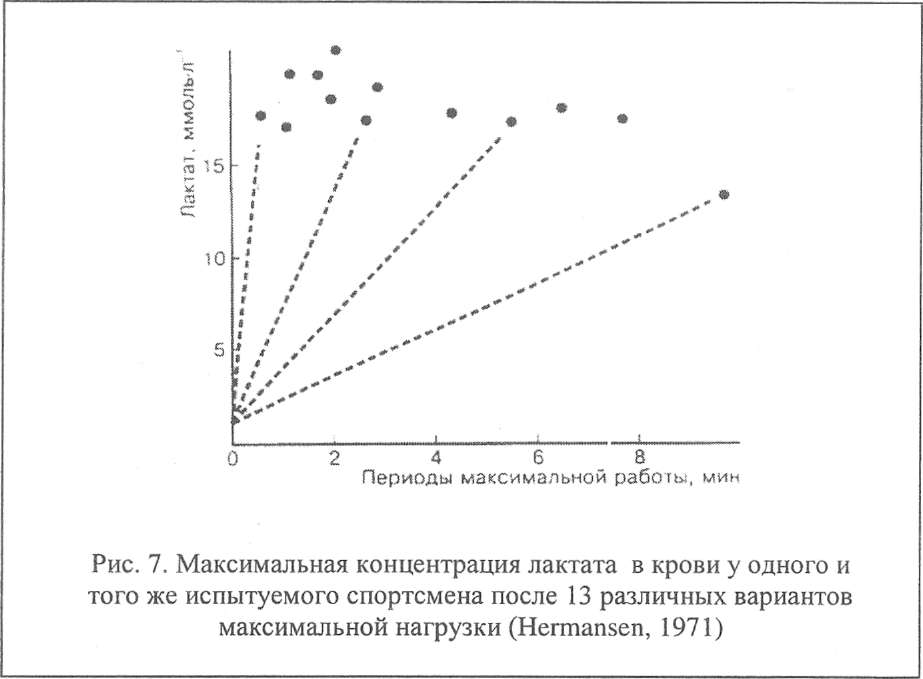 Лактат, ммоль·л⁻¹
15
10
5
0 2 4 6 8
Периоды максимальной работы, мин
Рис. 7. Максимальная концентрация лактата в крови у одного и
того же испытуемого спортсмена после 13 различных вариантов
максимальной нагрузки (Hermansen, 1971)